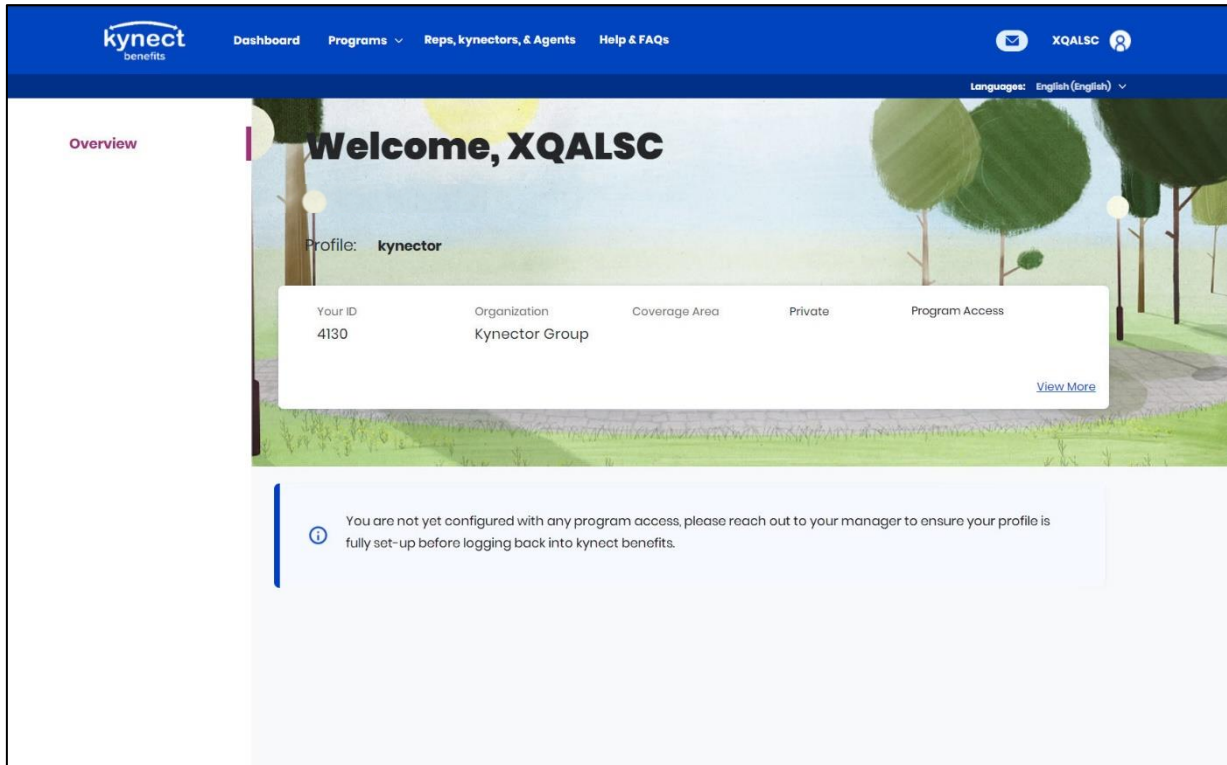 kynect
benefits
Dashboard Programs Reps, kynectors, & Agents Help & FAQs XQALSC
Languages: English (English)
Overview
Welcome, XQALSC
Profile: kynector
Your ID Organization Coverage Area Private Program Access
4130 Kynector Group
View More
You are not yet configured with any program access, please reach out to your manager to ensure your profile is
fully set-up before logging back into kynect benefits.